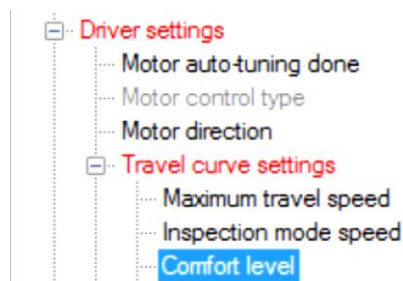 Driver settings
Motor auto-tuning done
Motor control type
Motor direction
Travel curve settings
Maximum travel speed
Inspection mode speed
Comfort level